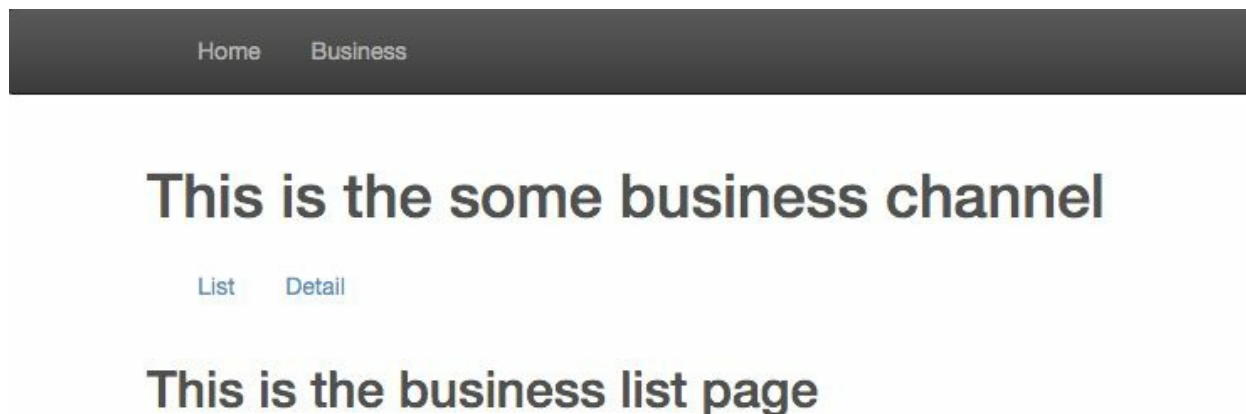 Home Business
This is the some business channel
List Detail
This is the business list page